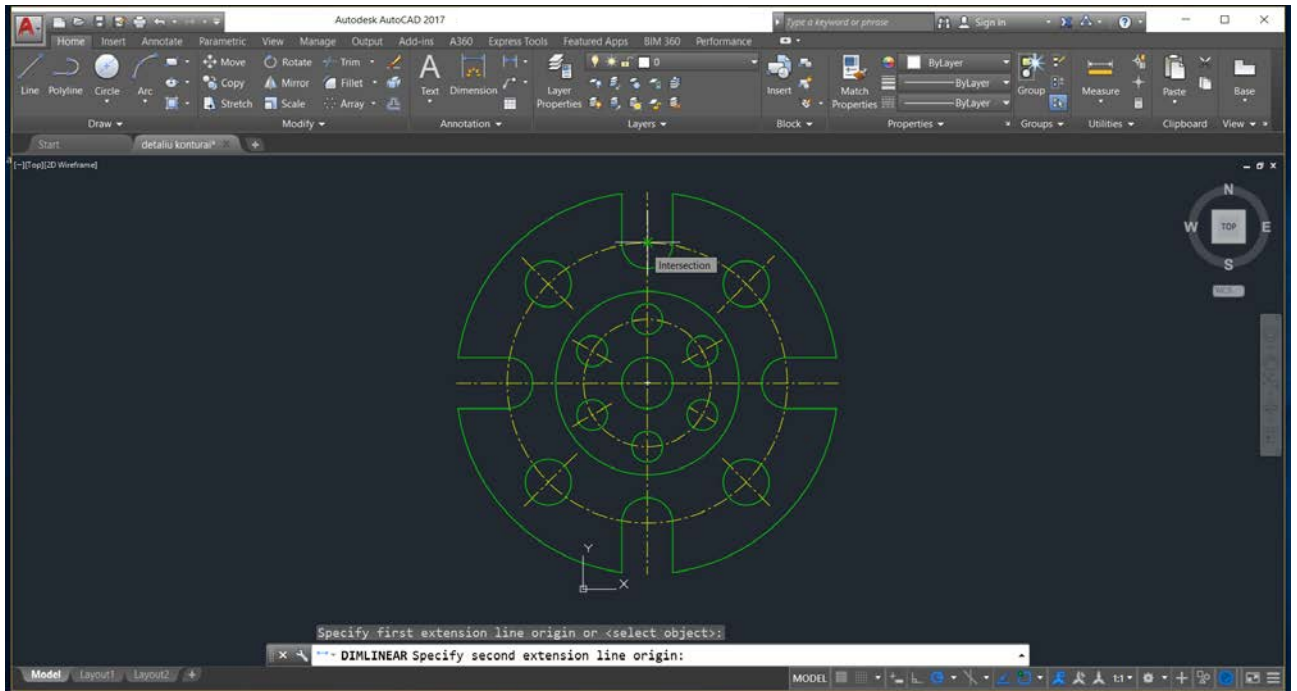 Autodesk AutoCAD 2017
Type a keyword or phrase
Sign In
Home Insert Annotate Parametric View Manage Output Add-ins A360 Express Tools Featured Apps BIM 360 Performance
Line Polyline Circle Arc
Move Rotate Trim
Copy Mirror Fillet
Stretch Scale Array
Text Dimension
Layer Properties
0
Insert
Match Properties
ByLayer
ByLayer
ByLayer
Group
Measure
Paste
Base
Draw Modify Annotation Layers Block Properties Groups Utilities Clipboard View
Start detaliu konturai*
[-][Top][2D Wireframe]
N
W TOP E
S
WCS
Intersection
Y
X
Specify first extension line origin or <select object>:
DIMLINEAR Specify second extension line origin:
Model Layout1 Layout2 +
MODEL 1:1